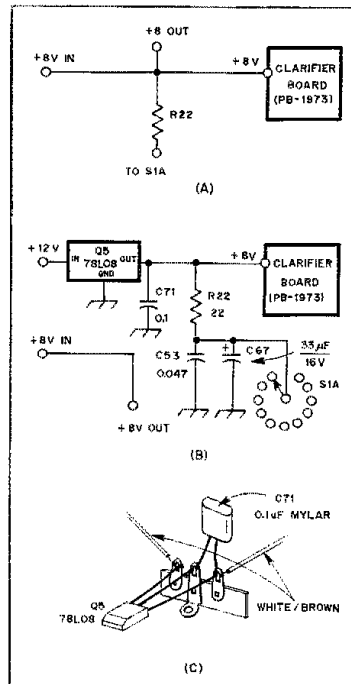 +8 OUT
+8V IN
+8V
CLARIFIER
BOARD
(PB-1973)
R22
TO S1A
(A)
+12V
Q5
IN OUT
78L08
GND
+8V
CLARIFIER
BOARD
(PB-1973)
C71
0.1
R22
22
+8V IN
C53
0.047
+
C67
33µF
16V
S1A
+8V OUT
(B)
C71
0.1uF MYLAR
Q5
78L08
WHITE/BROWN
(C)